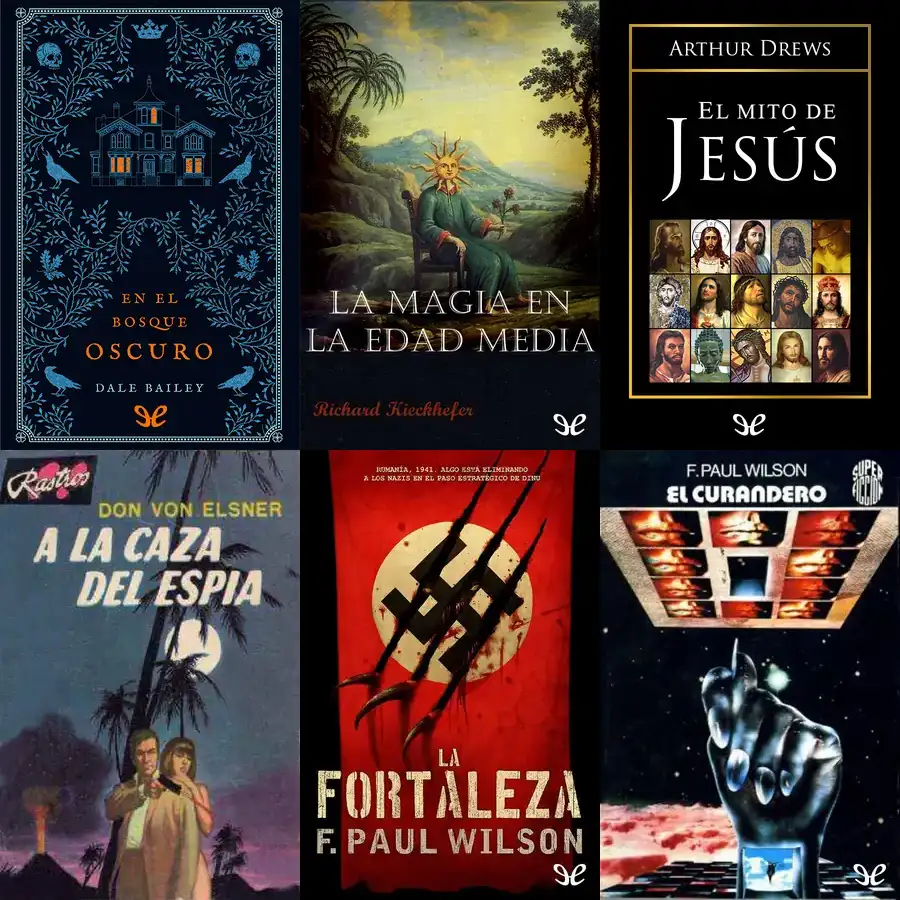 EN EL
BOSQUE
OSCURO
DALE BAILEY
LA MAGIA EN
LA EDAD MEDIA
Richard Kieckhefer
ARTHUR DREWS
EL MITO DE
JESÚS
Rastros
DON VON ELSNER
A LA CAZA
DEL ESPIA
RUMANÍA, 1941. ALGO ESTÁ ELIMINANDO
A LOS NAZIS EN EL PASO ESTRATÉGICO DE DINU
LA
FORTALEZA
F. PAUL WILSON
F. PAUL WILSON
EL CURANDERO
SUPER
FICCION